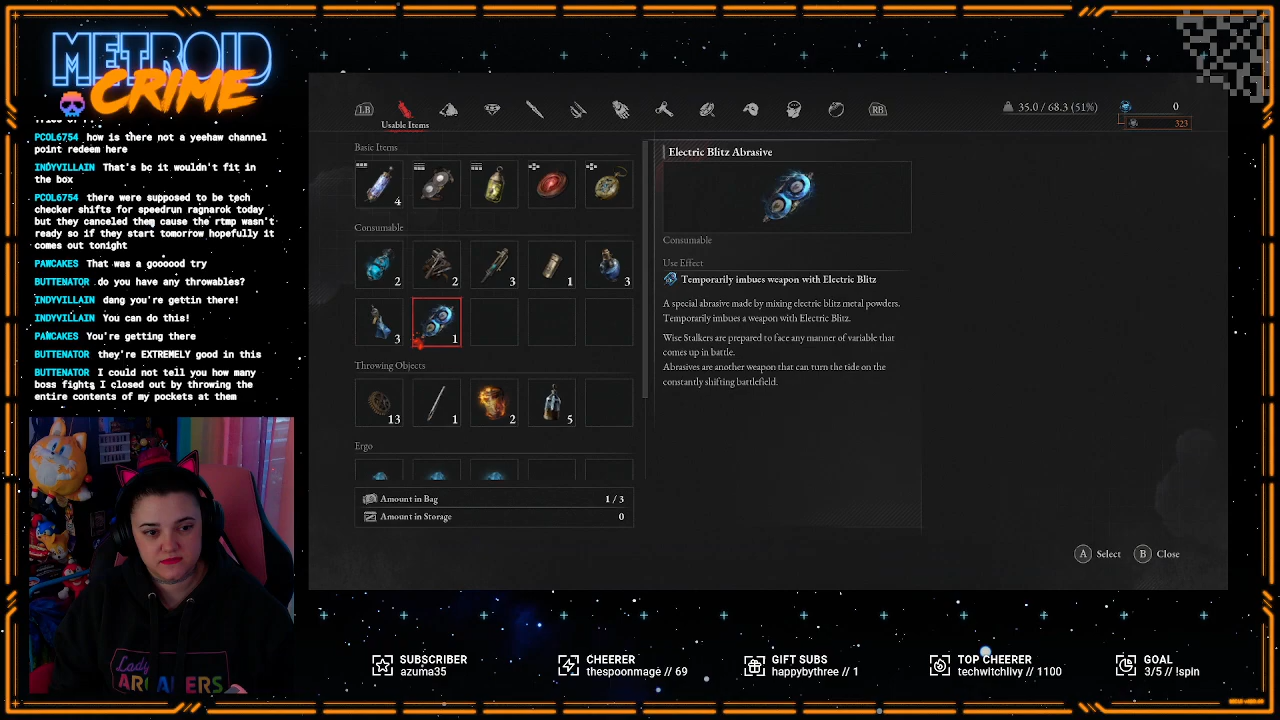 METROID
CRIME
PCOL6754 how is there not a yeehaw channel
point redeem here
INDYVILLAIN That's bc it wouldn't fit in
the box
PCOL6754 there were supposed to be tech
checker shifts for speedrun ragnarok today
but they canceled them cause the rtmp wasn't
ready so if they start tomorrow hopefully it
comes out tonight
PAWCAKES That was a goooood try
BUTTENATOR do you have any throwables?
INDYVILLAIN dang you're gettin there!
INDYVILLAIN You can do this!
PAWCAKES You're getting there
BUTTENATOR they're EXTREMELY good in this
BUTTENATOR I could not tell you how many
boss fights I closed out by throwing the
entire contents of my pockets at them
LB
RB
Usable Items
35.0 / 68.3 (51%)
0
323
Basic Items
4
Consumable
2
2
3
1
3
3
1
Throwing Objects
13
1
2
5
Ergo
Amount in Bag 1 / 3
Amount in Storage 0
Electric Blitz Abrasive
Consumable
Use Effect
Temporarily imbues weapon with Electric Blitz
A special abrasive made by mixing electric blitz metal powders.
Temporarily imbues a weapon with Electric Blitz.
Wise Stalkers are prepared to face any manner of variable that
comes up in battle.
Abrasives are another weapon that can turn the tide on the
constantly shifting battlefield.
A Select B Close
Lady
ARCADERS
SUBSCRIBER
azuma35
CHEERER
thespoonmage // 69
GIFT SUBS
happybythree // 1
TOP CHEERER
techwitchlivy // 1100
GOAL
3/5 // !spin